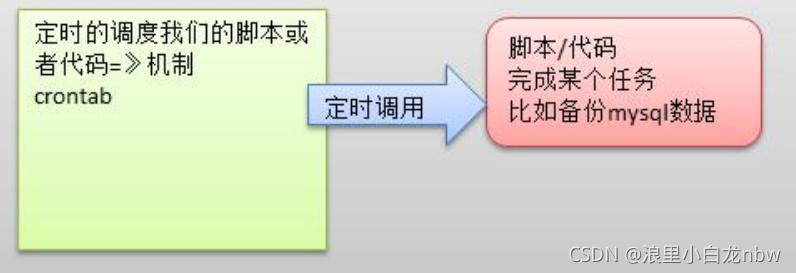 定时的调度我们的脚本或
者代码=》机制
crontab
定时调用
脚本/代码
完成某个任务
比如备份mysql数据
CSDN @浪里小白龙nbw